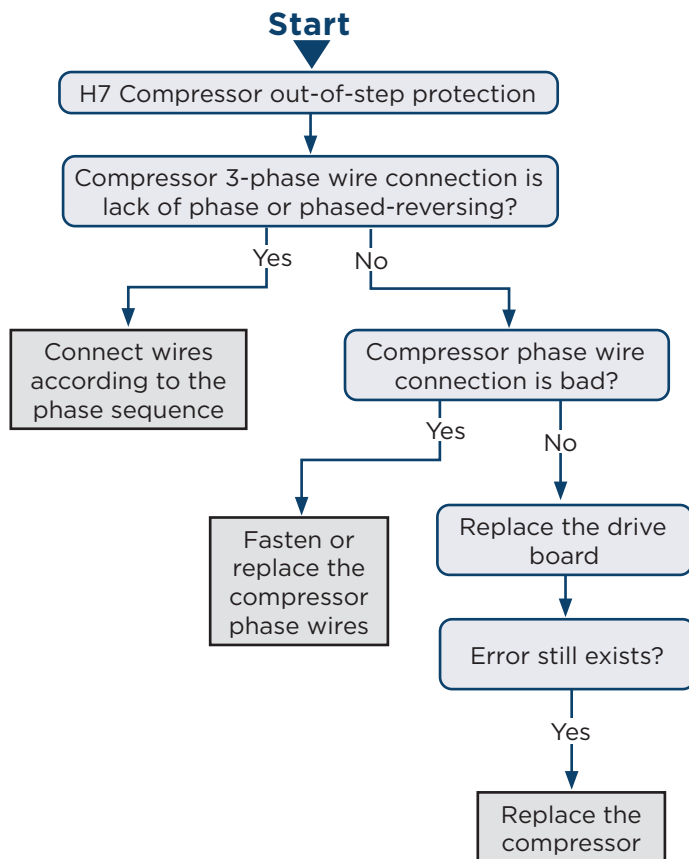 Start
H7 Compressor out-of-step protection
Compressor 3-phase wire connection is
lack of phase or phased-reversing?
Yes
No
Connect wires
according to the
phase sequence
Compressor phase wire
connection is bad?
Yes
No
Fasten or
replace the
compressor
phase wires
Replace the drive
board
Error still exists?
Yes
Replace the
compressor